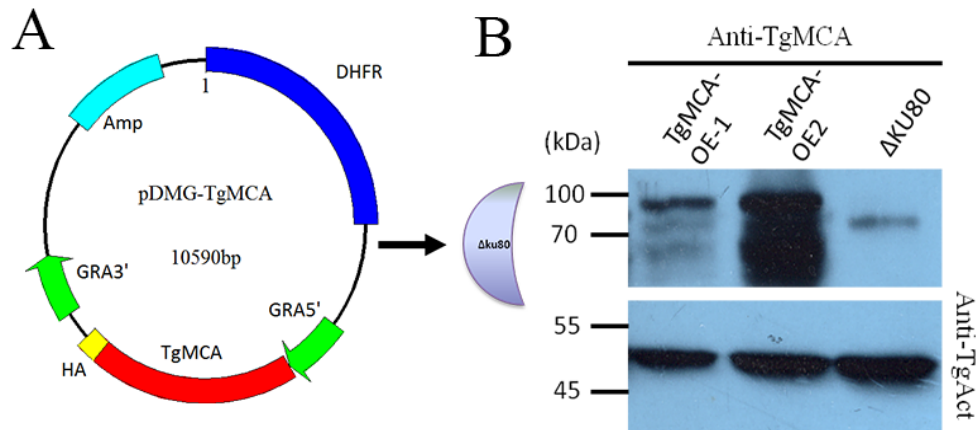 A
DHFR
1
Amp
pDMG-TgMCA
10590bp
GRA3'
GRA5'
TgMCA
HA
Δku80
B
Anti-TgMCA
(kDa)
TgMCA-
OE-1
TgMCA-
OE2
ΔKU80
100
70
55
45
Anti-TgAct